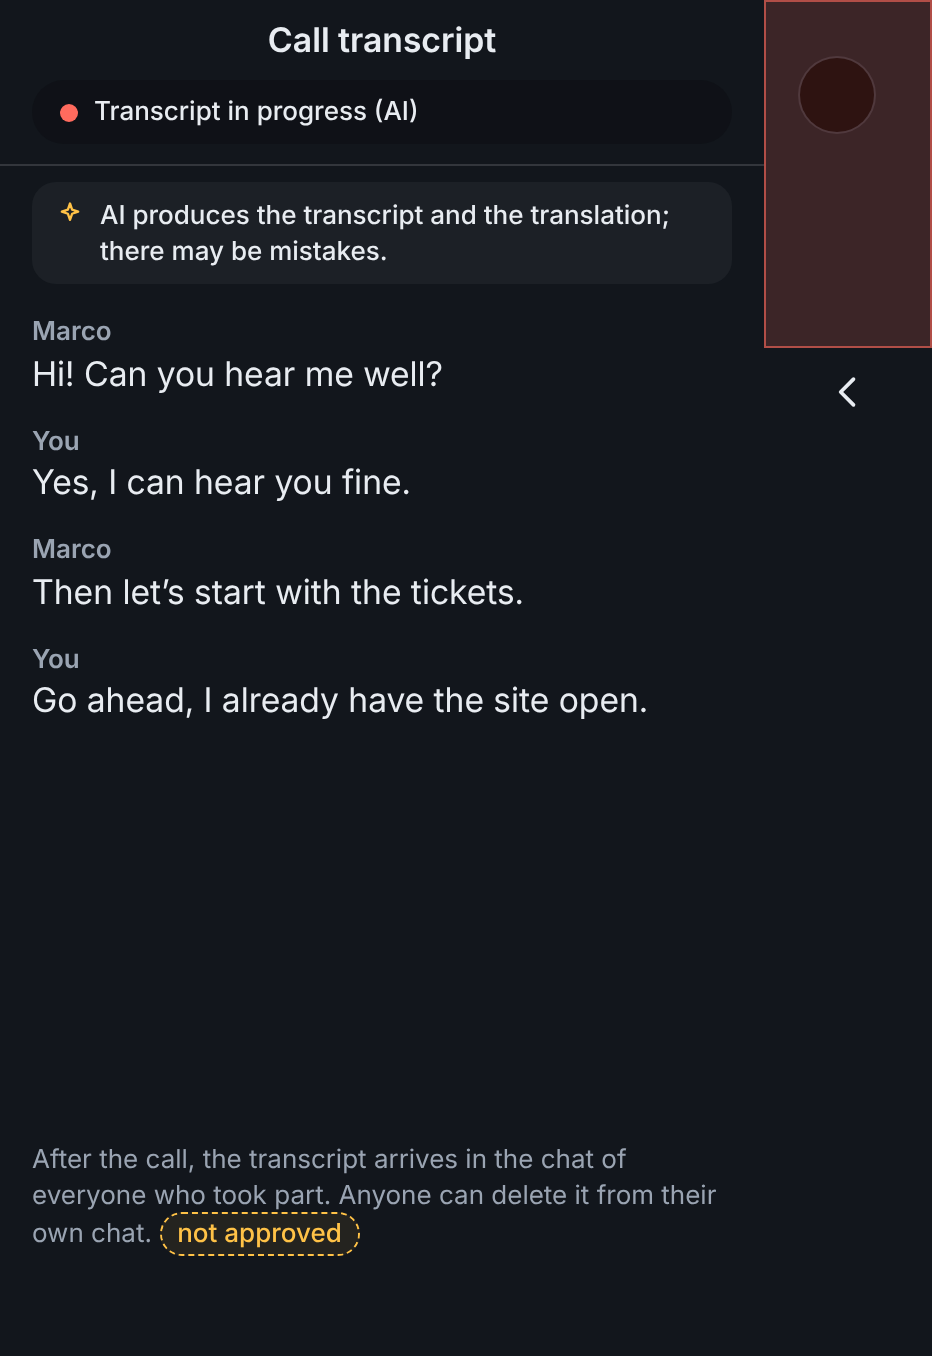 Call transcript
Transcript in progress (AI)
AI produces the transcript and the translation;
there may be mistakes.
Marco
Hi! Can you hear me well?
You
Yes, I can hear you fine.
Marco
Then let’s start with the tickets.
You
Go ahead, I already have the site open.
After the call, the transcript arrives in the chat of
everyone who took part. Anyone can delete it from their
own chat. not approved